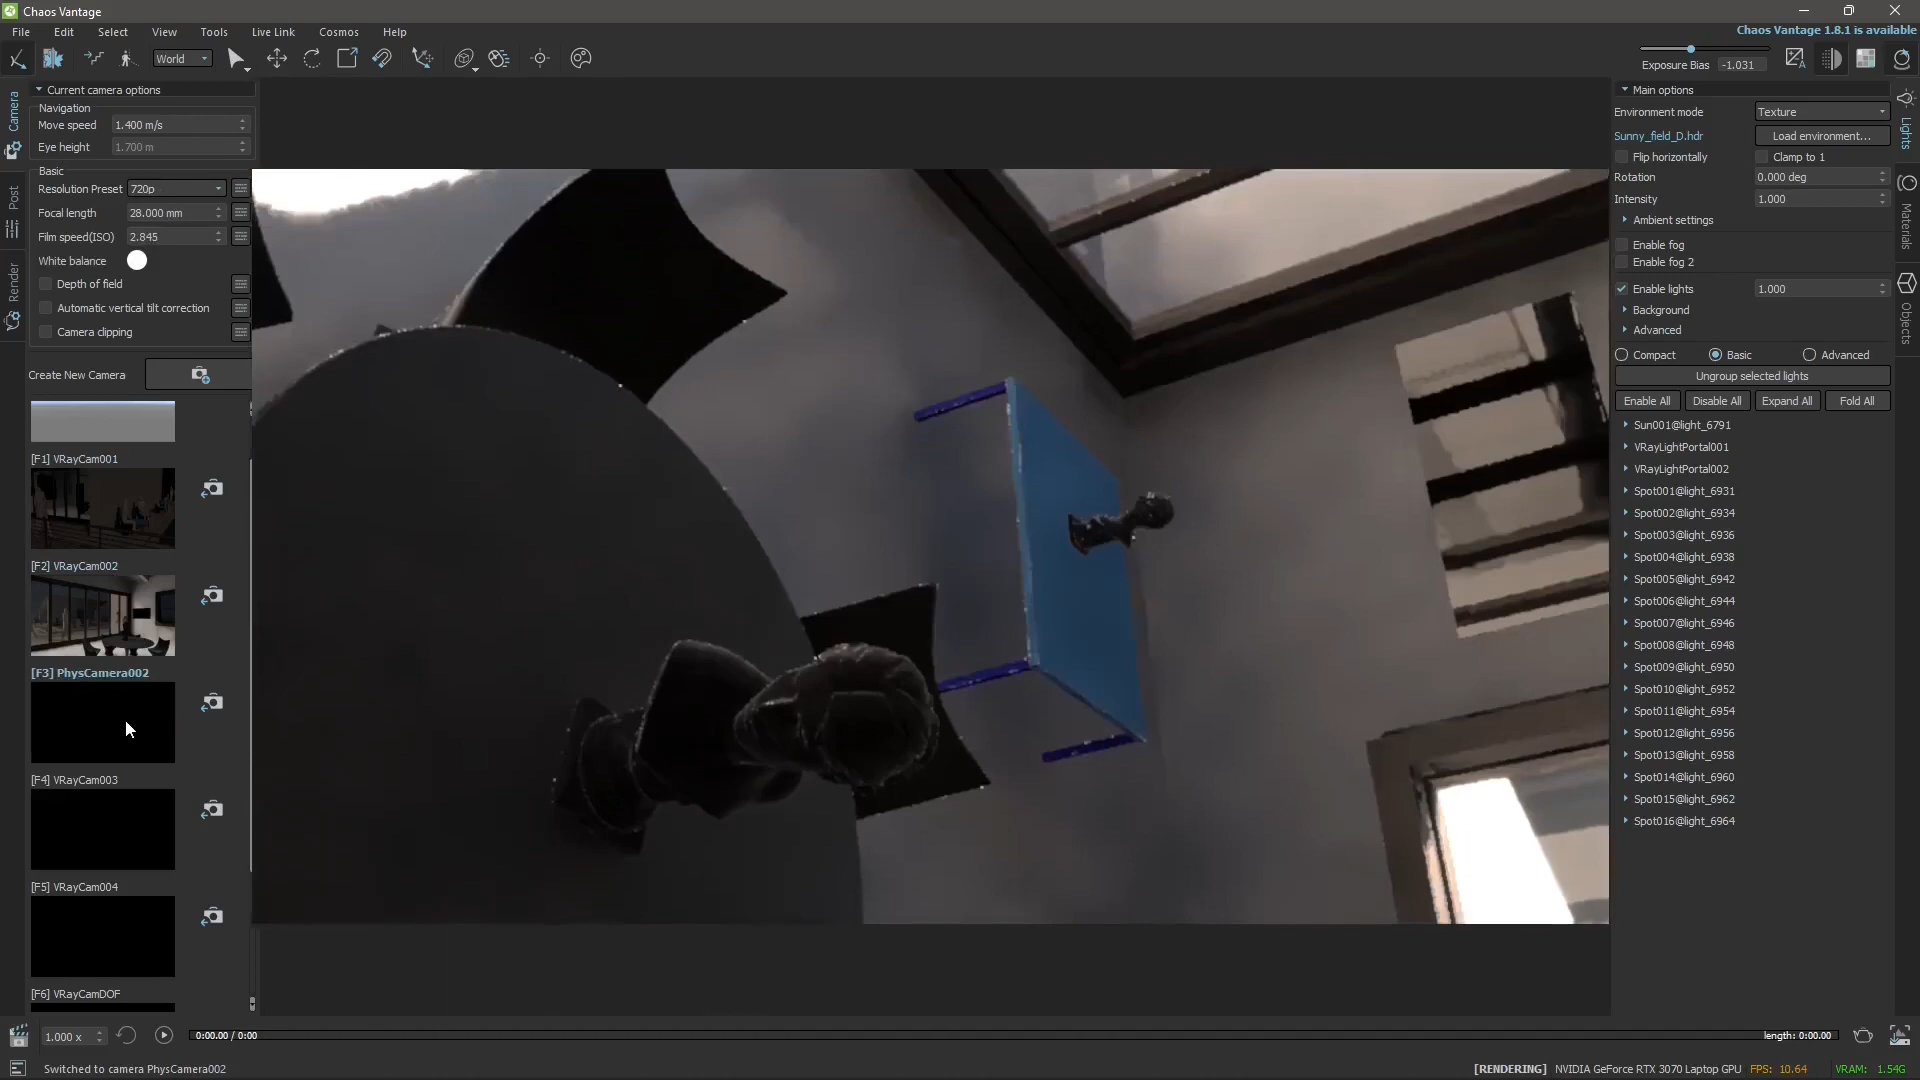 Chaos Vantage
File Edit Select View Tools Live Link Cosmos Help
Chaos Vantage 1.8.1 is available
World
Exposure Bias -1.031
Current camera options
Navigation
Move speed 1.400 m/s
Eye height 1.700 m
Basic
Resolution Preset 720p
Focal length 28.000 mm
Film speed(ISO) 2.845
White balance
Depth of field
Automatic vertical tilt correction
Camera clipping
Create New Camera
[F1] VRayCam001
[F2] VRayCam002
[F3] PhysCamera002
[F4] VRayCam003
[F5] VRayCam004
[F6] VRayCamDOF
Camera
Post
Render
Main options
Environment mode Texture
Sunny_field_D.hdr Load environment...
Flip horizontally Clamp to 1
Rotation 0.000 deg
Intensity 1.000
Ambient settings
Enable fog
Enable fog 2
Enable lights 1.000
Background
Advanced
Compact Basic Advanced
Ungroup selected lights
Enable All Disable All Expand All Fold All
Sun001@light_6791
VRayLightPortal001
VRayLightPortal002
Spot001@light_6931
Spot002@light_6934
Spot003@light_6936
Spot004@light_6938
Spot005@light_6942
Spot006@light_6944
Spot007@light_6946
Spot008@light_6948
Spot009@light_6950
Spot010@light_6952
Spot011@light_6954
Spot012@light_6956
Spot013@light_6958
Spot014@light_6960
Spot015@light_6962
Spot016@light_6964
Lights
Materials
Objects
1.000 x
0:00.00 / 0:00
length: 0:00.00
Switched to camera PhysCamera002
[RENDERING] NVIDIA GeForce RTX 3070 Laptop GPU FPS: 10.64 VRAM: 1.54G